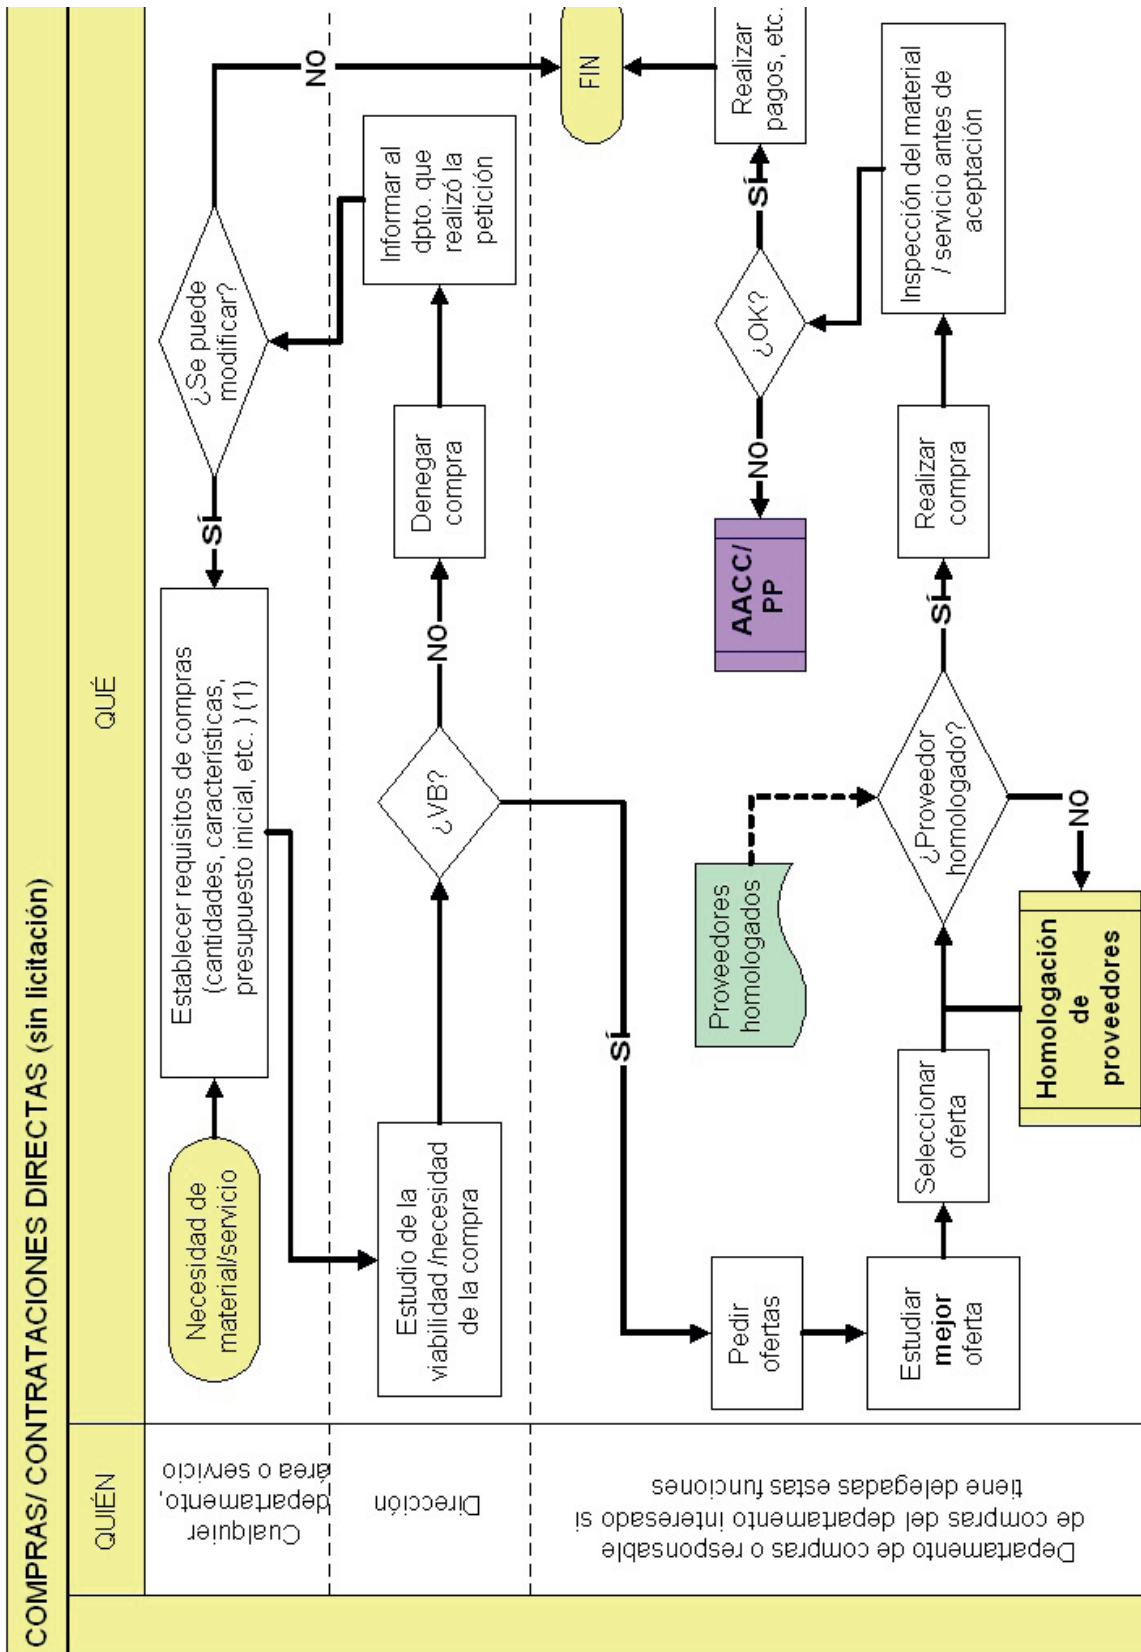 COMPRAS/ CONTRATACIONES DIRECTAS (sin licitación)
QUIÉN
QUÉ
Cualquier
departamento,
área o servicio
Necesidad de
material/servicio
Establecer requisitos de compras
(cantidades, características,
presupuesto inicial, etc. ) (1)
SÍ
¿Se puede
modificar?
NO
Dirección
Estudio de la
viabilidad /necesidad
de la compra
¿VB?
NO
Denegar
compra
Informar al
dpto. que
realizó la
petición
SÍ
FIN
Departamento de compras o responsable
de compras del departamento interesado si
tiene delegadas estas funciones
Pedir
ofertas
Estudiar
mejor
oferta
Seleccionar
oferta
Proveedores
homologados
¿Proveedor
homologado?
NO
Homologación
de
proveedores
SÍ
Realizar
compra
Inspección del material
/ servicio antes de
aceptación
¿OK?
NO
AACC/
PP
SÍ
Realizar
pagos, etc.